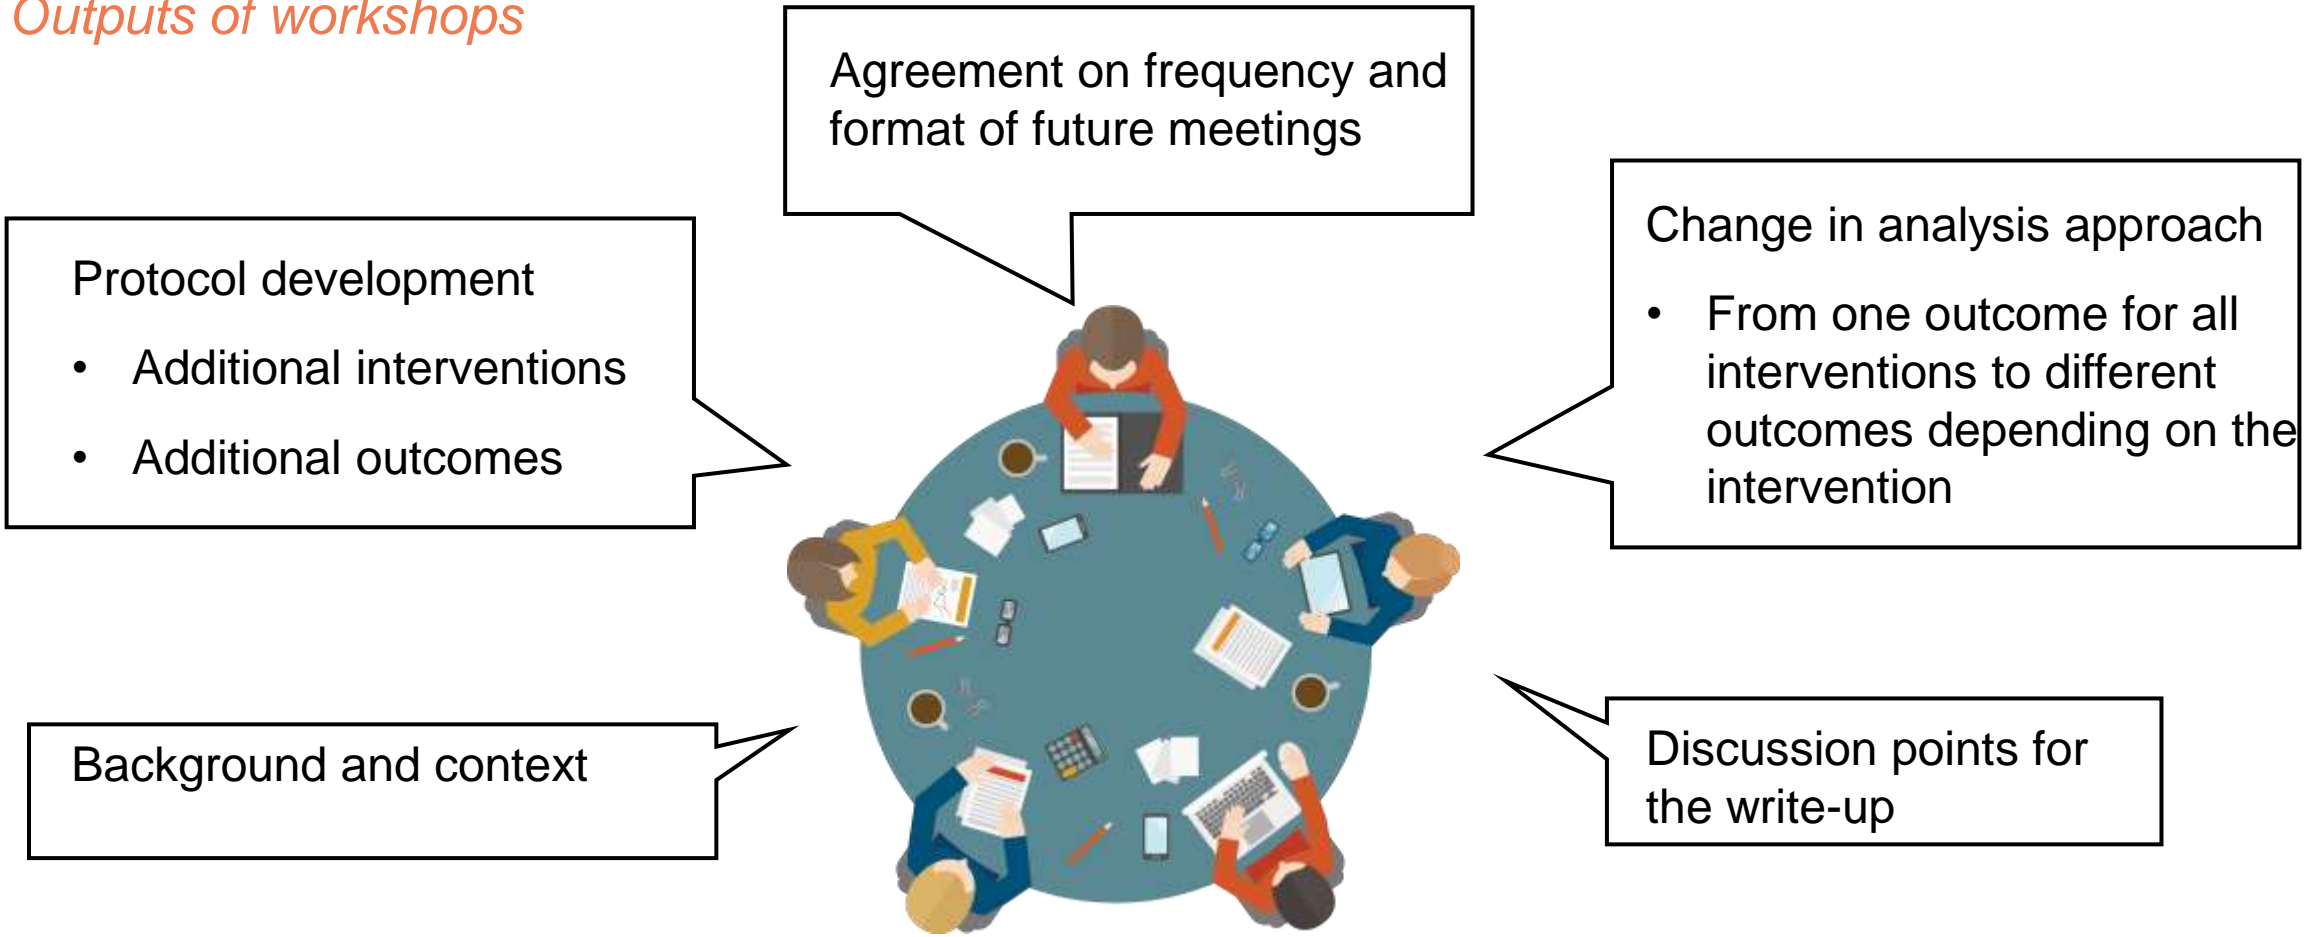 Outputs of workshops
Agreement on frequency and
format of future meetings
Protocol development
• Additional interventions
• Additional outcomes
Change in analysis approach
• From one outcome for all
interventions to different
outcomes depending on the
intervention
Background and context
Discussion points for
the write-up